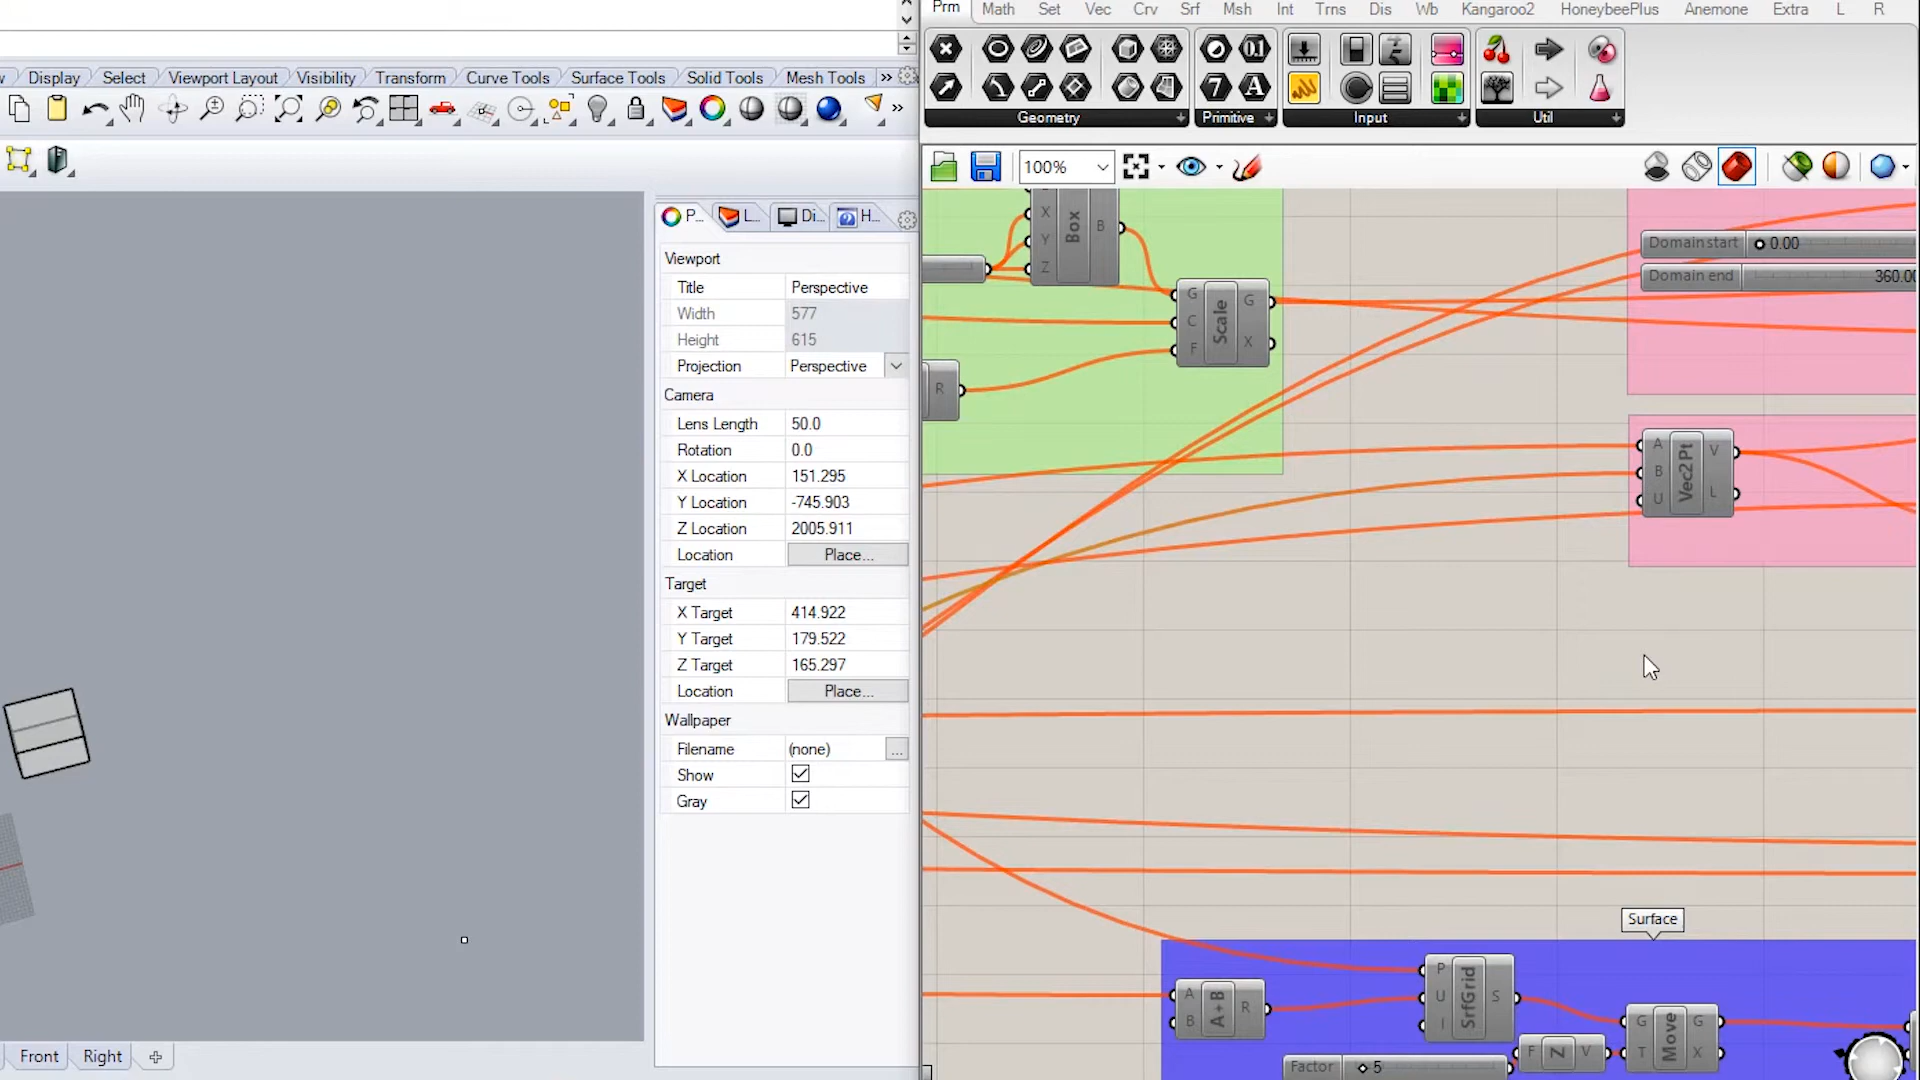 Prm Math Set Vec Crv Srf Msh Int Trns Dis Wb Kangaroo2 HoneybeePlus Anemone Extra L R
Display Select Viewport Layout Visibility Transform Curve Tools Surface Tools Solid Tools Mesh Tools »
»
Geometry + Primitive + Input + Util +
100%
P... L... Di... H...
Viewport
Title Perspective
Width 577
Height 615
Projection Perspective
Camera
Lens Length 50.0
Rotation 0.0
X Location 151.295
Y Location -745.903
Z Location 2005.911
Location Place...
Target
X Target 414.922
Y Target 179.522
Z Target 165.297
Location Place...
Wallpaper
Filename (none) ...
Show
Gray
X Y Z Box B
G C F Scale G X
R
Domain start 0.00
Domain end 360.00
A B U Vec2Pt V L
Surface
A B A+B R
P U I SrfGrid S
Factor 5
F Z V
G T Move G X
Front Right